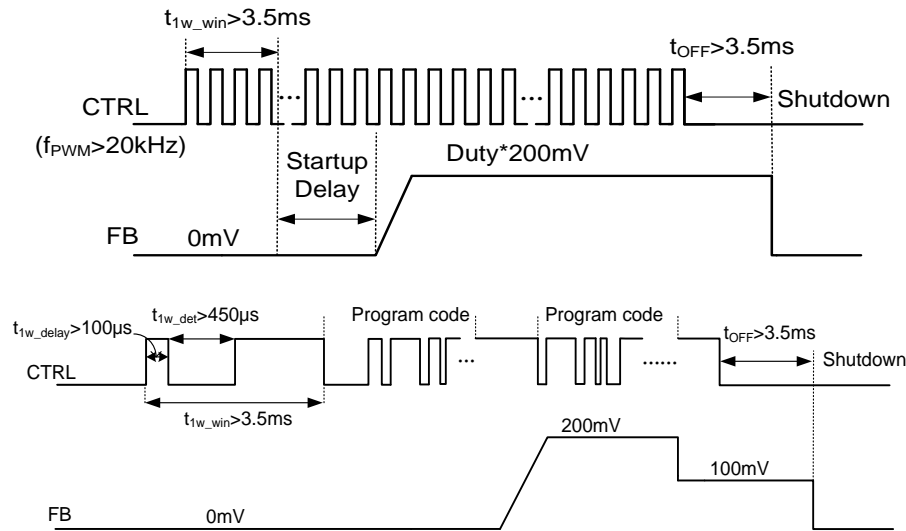 t1w_win>3.5ms
tOFF>3.5ms
CTRL
...
...
Shutdown
(fPWM>20kHz)
Startup
Delay
Duty*200mV
FB
0mV
t1w_delay>100µs
t1w_det>450µs
Program code
Program code
tOFF>3.5ms
CTRL
...
......
Shutdown
t1w_win>3.5ms
200mV
100mV
FB
0mV